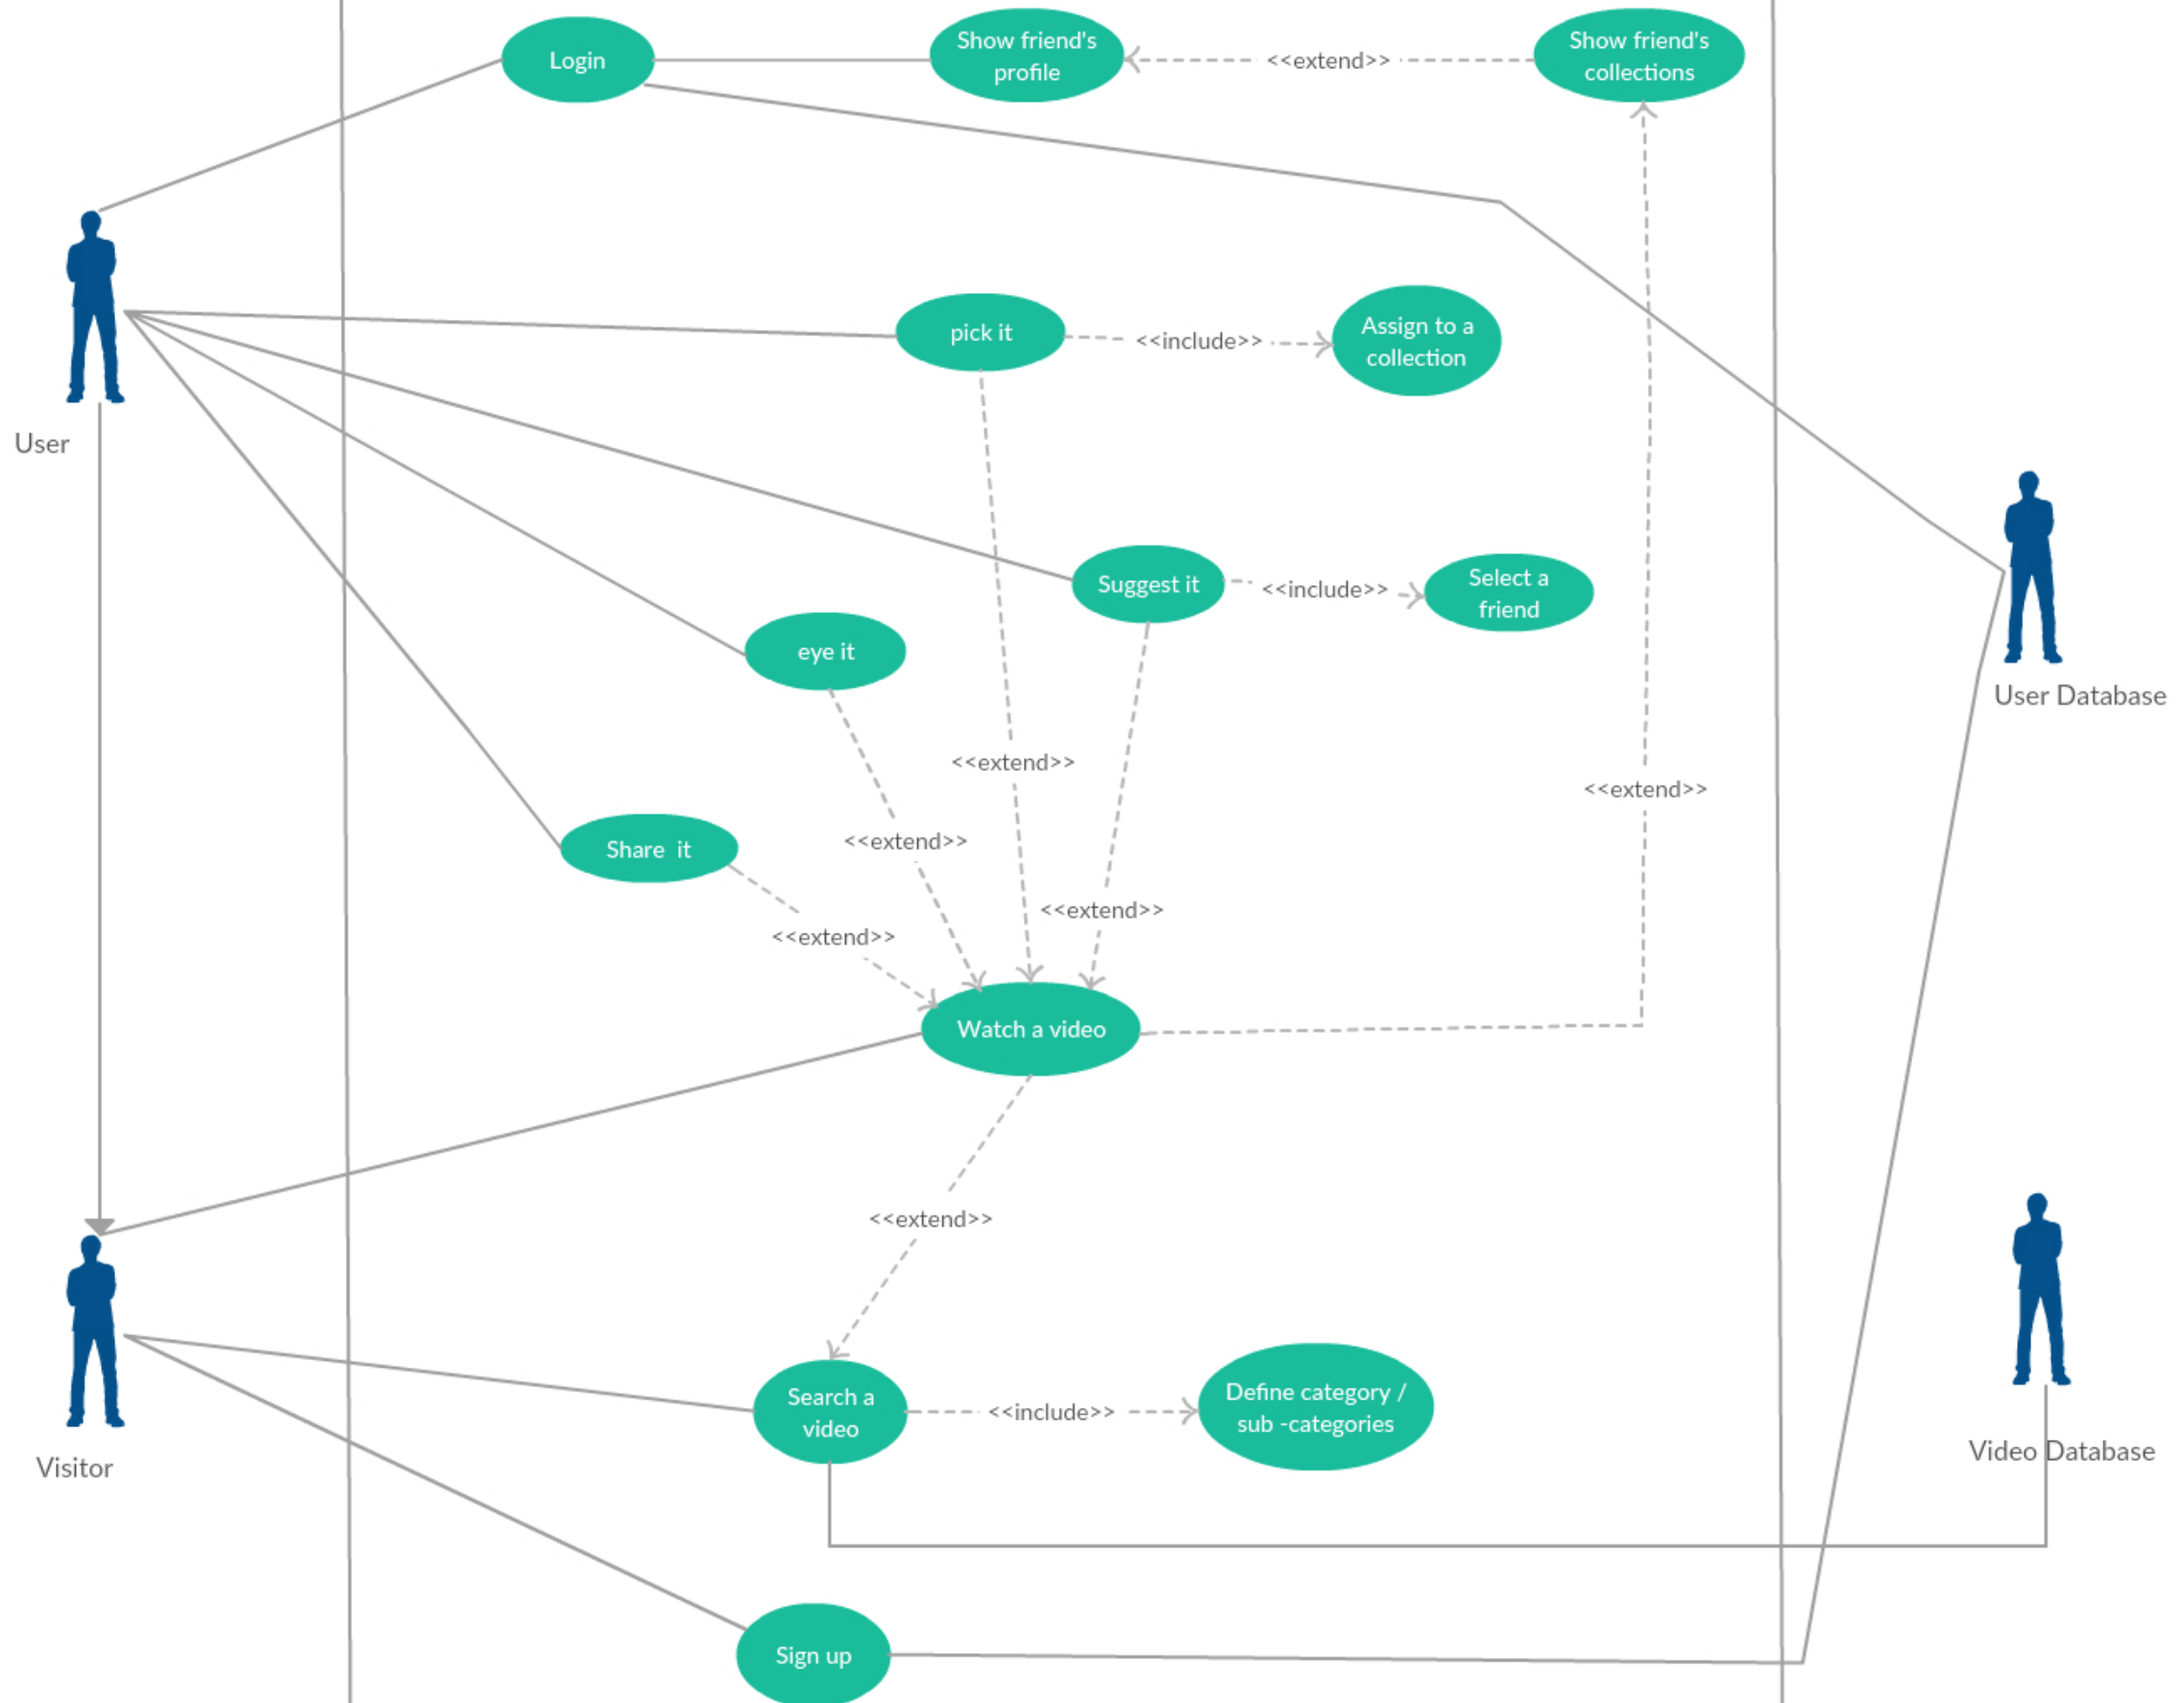 Login
Show friend's
profile
<<extend>>
Show friend's
collections
pick it
<<include>>
Assign to a
collection
User
Suggest it
<<include>>
Select a
friend
eye it
User Database
<<extend>>
<<extend>>
<<extend>>
Share  it
<<extend>>
<<extend>>
Watch a video
<<extend>>
Search a
video
<<include>>
Define category /
sub -categories
Visitor
Video Database
Sign up